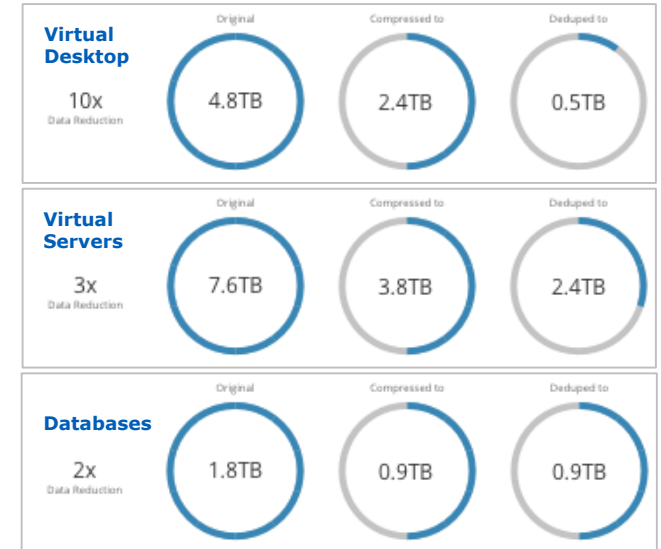 Virtual
Desktop
10x
Data Reduction
Original
4.8TB
Compressed to
2.4TB
Deduped to
0.5TB
Virtual
Servers
3x
Data Reduction
Original
7.6TB
Compressed to
3.8TB
Deduped to
2.4TB
Databases
2x
Data Reduction
Original
1.8TB
Compressed to
0.9TB
Deduped to
0.9TB